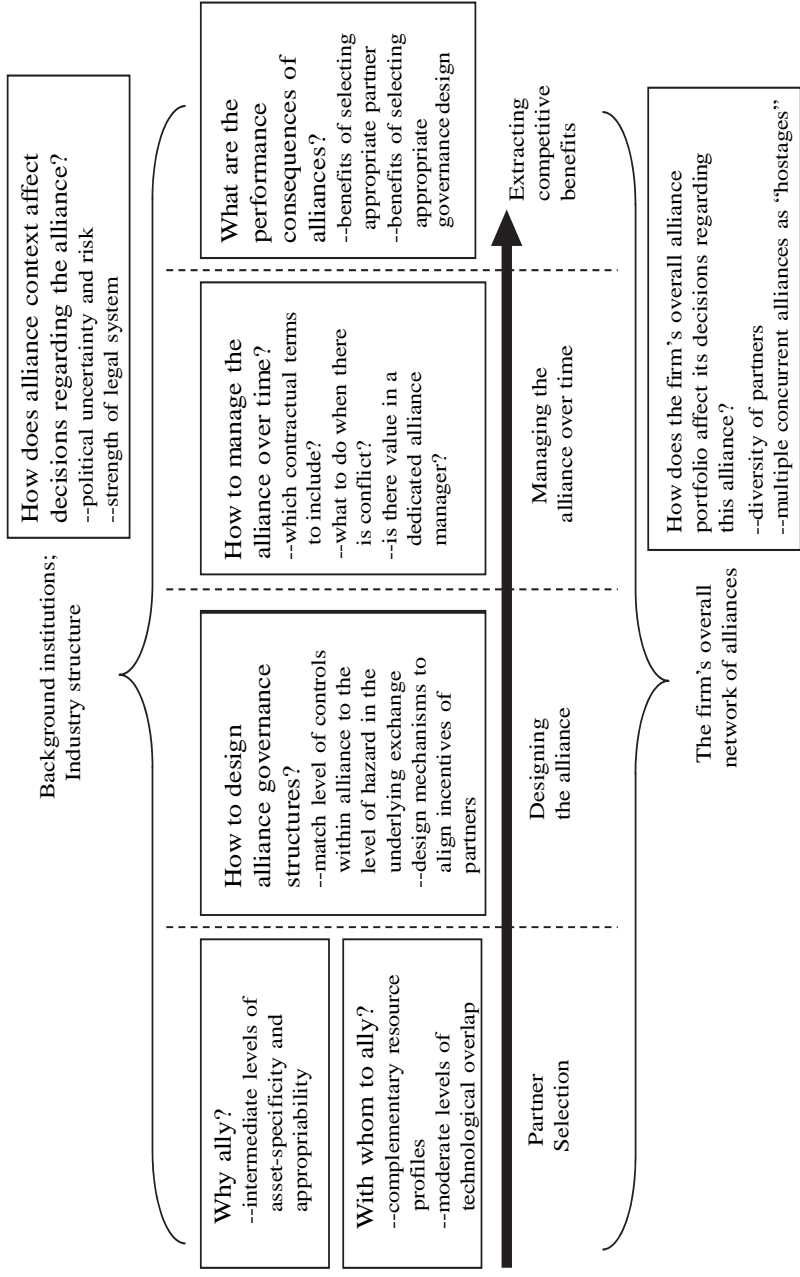 Background institutions;
Industry structure
How does alliance context affect
decisions regarding the alliance?
--political uncertainty and risk
--strength of legal system
Why ally?
--intermediate levels of
asset-specificity and
appropriability
With whom to ally?
--complementary resource
profiles
--moderate levels of
technological overlap
How to design
alliance governance
structures?
--match level of controls
within alliance to the
level of hazard in the
underlying exchange
--design mechanisms to
align incentives of
partners
How to manage the
alliance over time?
--which contractual terms
to include?
--what to do when there
is conflict?
--is there value in a
dedicated alliance
manager?
What are the
performance
consequences of
alliances?
--benefits of selecting
appropriate partner
--benefits of selecting
appropriate
governance design
Partner
Selection
Designing
the alliance
Managing the
alliance over time
Extracting
competitive
benefits
The firm's overall
network of alliances
How does the firm's overall alliance
portfolio affect its decisions regarding
this alliance?
--diversity of partners
--multiple concurrent alliances as “hostages”